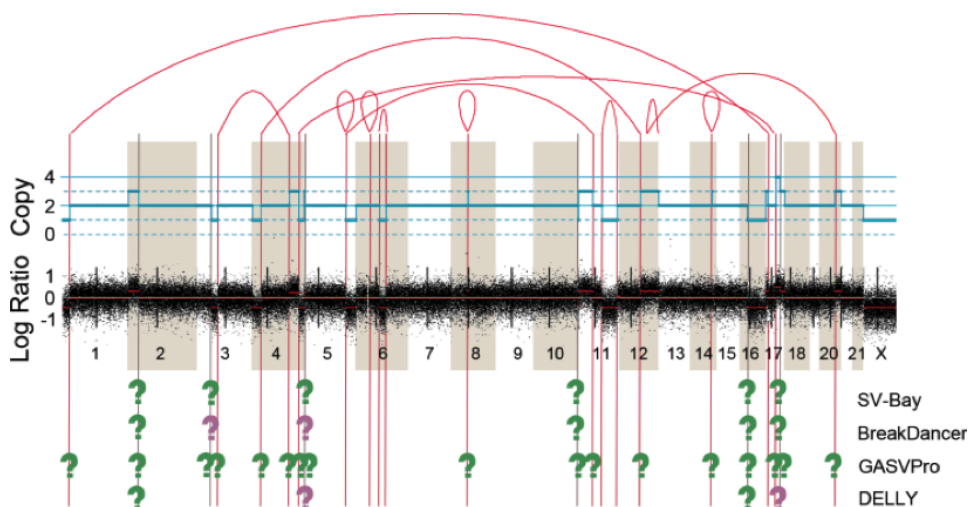 Copy
4
2
0
Log Ratio
1
0
-1
1 2 3 4 5 6 7 8 9 10 11 12 13 14 15 16 17 18 20 21 X
? ? ? ? ? ? SV-Bay
? ? ? ? ? ? BreakDancer
? ? ? ? ? ? ? ? ? ? ? ? ? ? ? ? ? GASVPro
? ? ? ? DELLY